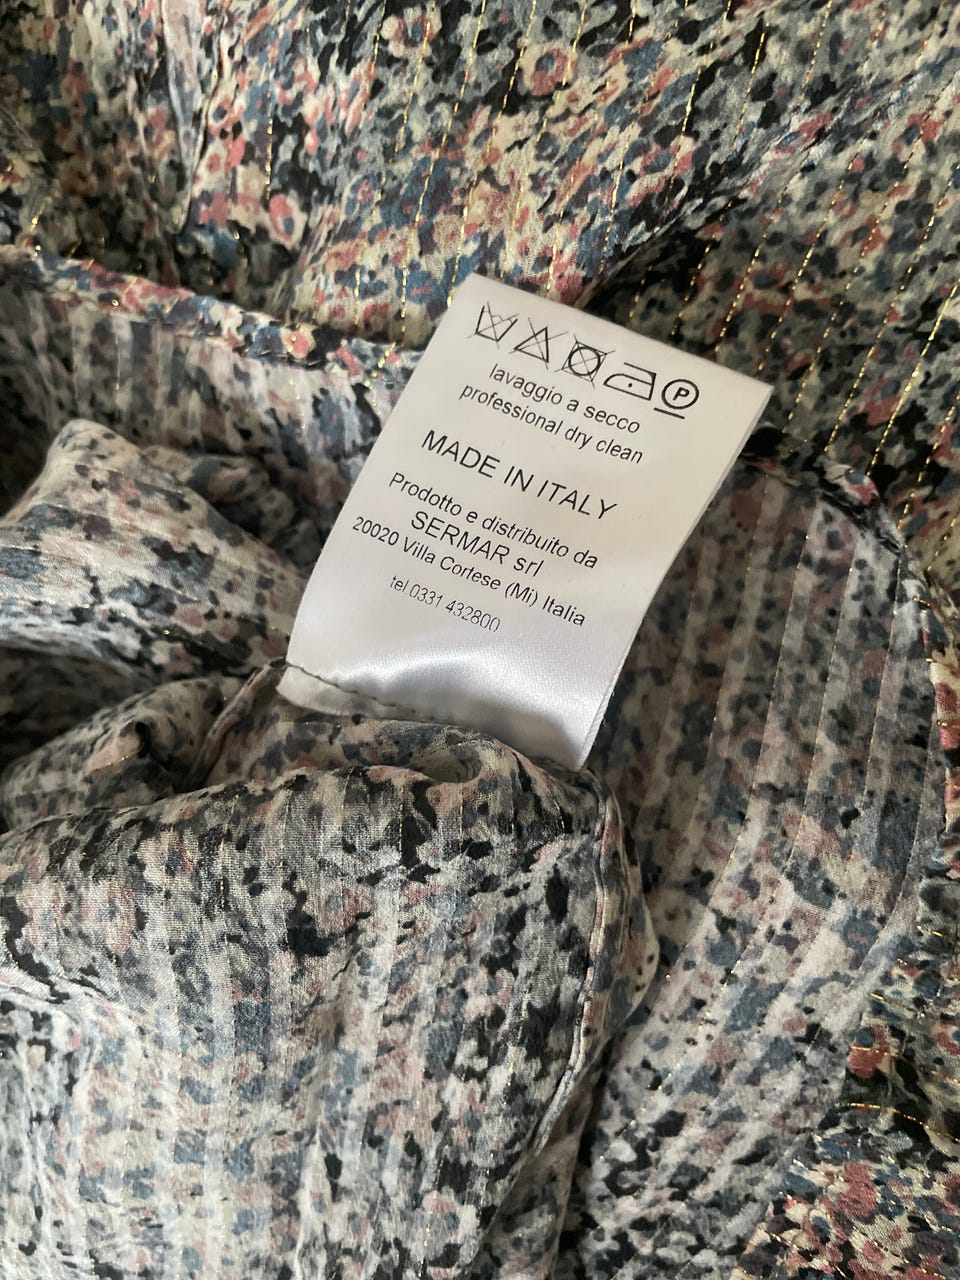 P
lavaggio a secco
professional dry clean
MADE IN ITALY
Prodotto e distribuito da
SERMAR srl
20020 Villa Cortese (Mi) Italia
tel 0331 432800